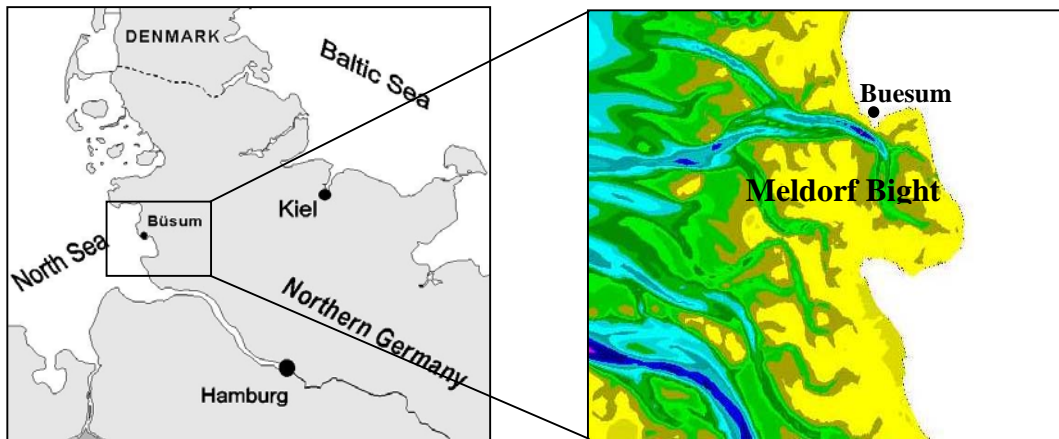 DENMARK
Baltic Sea
Kiel
Büsum
North Sea
Northern Germany
Hamburg
Buesum
Meldorf Bight